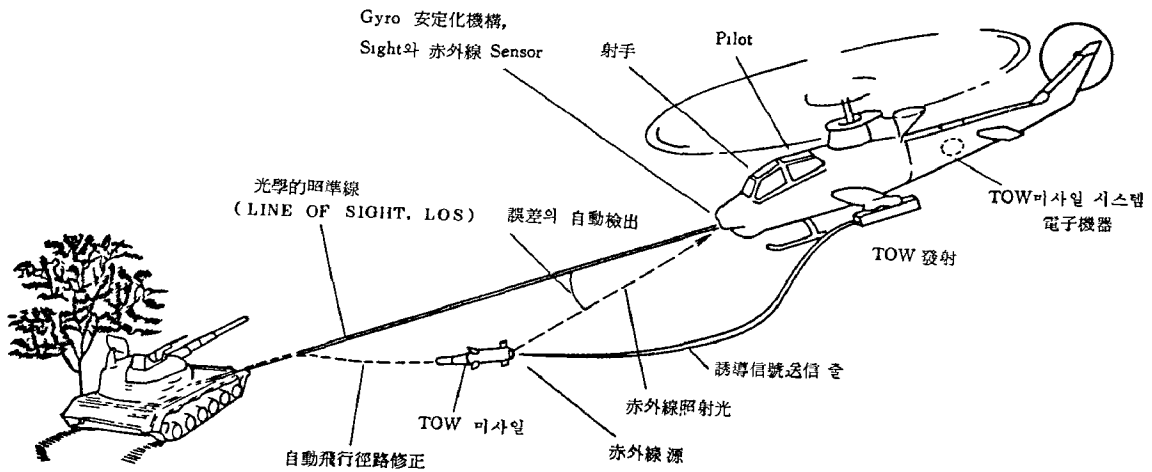 Gyro 安定化機構,
Sight와 赤外線 Sensor
射手
Pilot
光學的昭準線
(LINE OF SIGHT, LOS)
誤差의 自動檢出
TOW미사일 시스템
電子機器
TOW 發射
誘導信號送信 줄
赤外線照射光
TOW 미사일
赤外線 源
自動飛行徑路修正